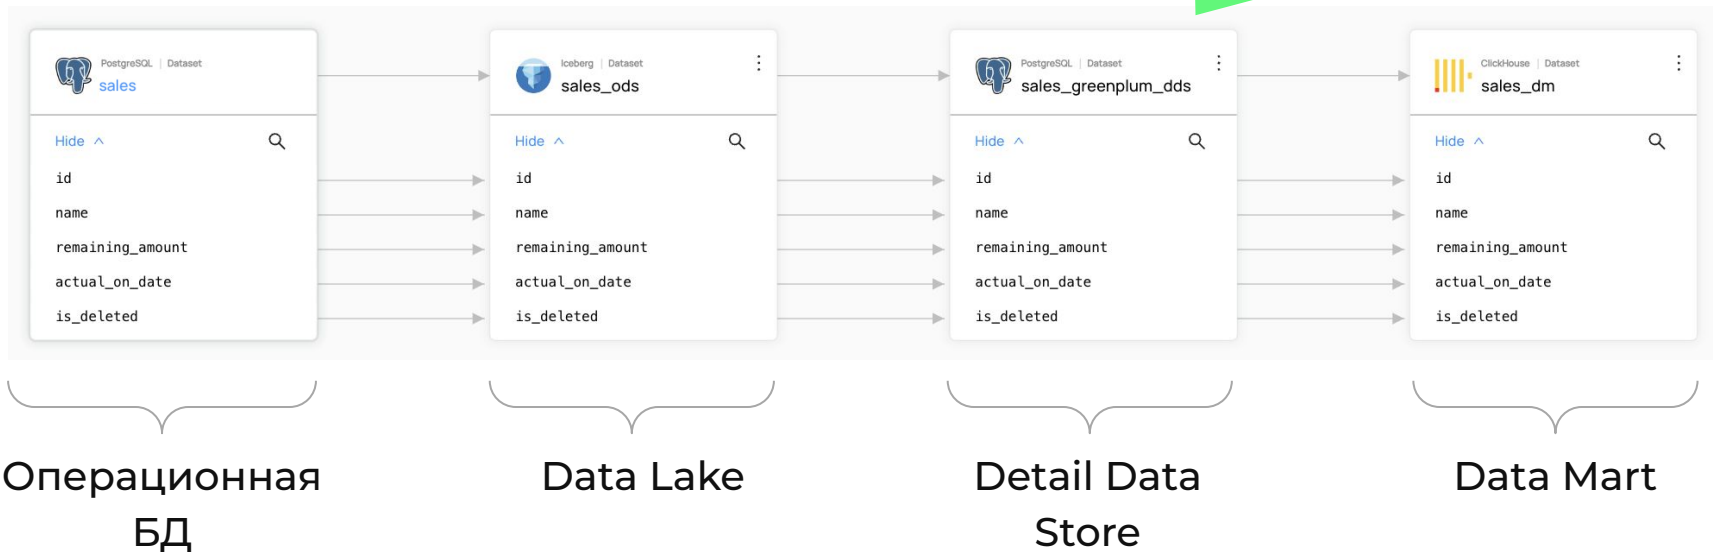 PostgreSQL | Dataset
sales
Hide
id
name
remaining_amount
actual_on_date
is_deleted
Iceberg | Dataset
sales_ods
Hide
id
name
remaining_amount
actual_on_date
is_deleted
PostgreSQL | Dataset
sales_greenplum_dds
Hide
id
name
remaining_amount
actual_on_date
is_deleted
ClickHouse | Dataset
sales_dm
Hide
id
name
remaining_amount
actual_on_date
is_deleted
Операционная
БД
Data Lake
Detail Data
Store
Data Mart